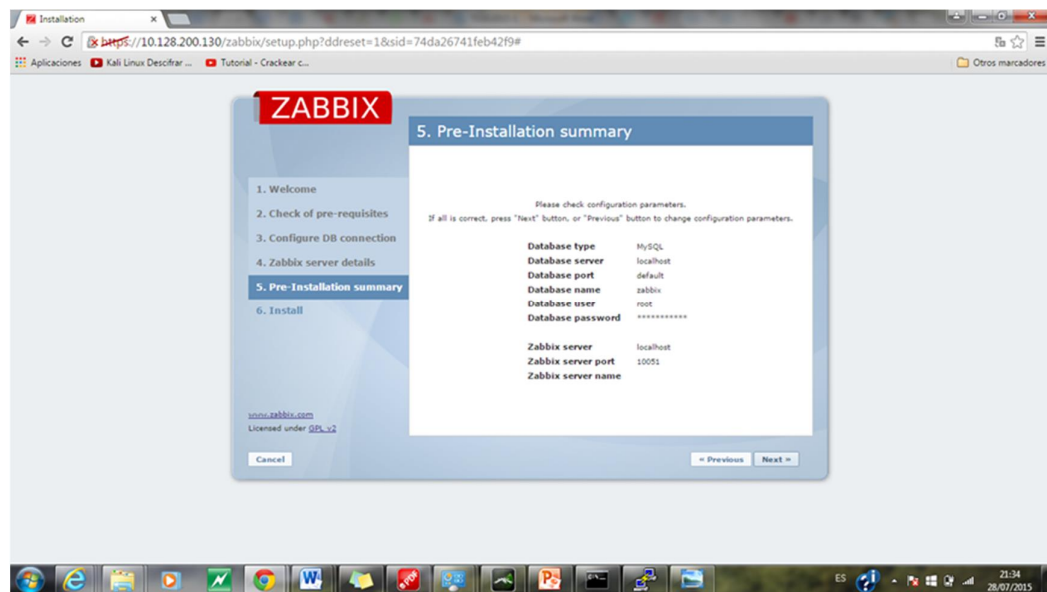 Installation
https://10.128.200.130/zabbix/setup.php?ddreset=1&sid=74da26741feb42f9#
Aplicaciones Kali Linux Descifrar ... Tutorial - Crackear c... Otros marcadores
ZABBIX
5. Pre-Installation summary
1. Welcome
2. Check of pre-requisites
3. Configure DB connection
4. Zabbix server details
5. Pre-Installation summary
6. Install
Please check configuration parameters.
If all is correct, press "Next" button, or "Previous" button to change configuration parameters.
Database type MySQL
Database server localhost
Database port default
Database name zabbix
Database user root
Database password ***********
Zabbix server localhost
Zabbix server port 10051
Zabbix server name
www.zabbix.com
Licensed under GPL v2
Cancel
« Previous Next »
ES
21:34
28/07/2015